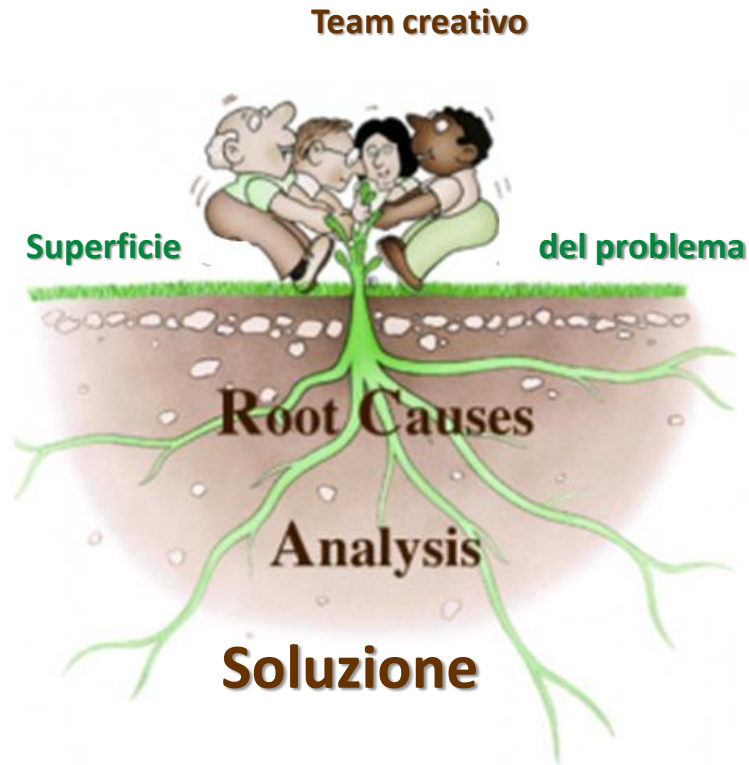 Team creativo
Superficie del problema
Root Causes
Analysis
Soluzione